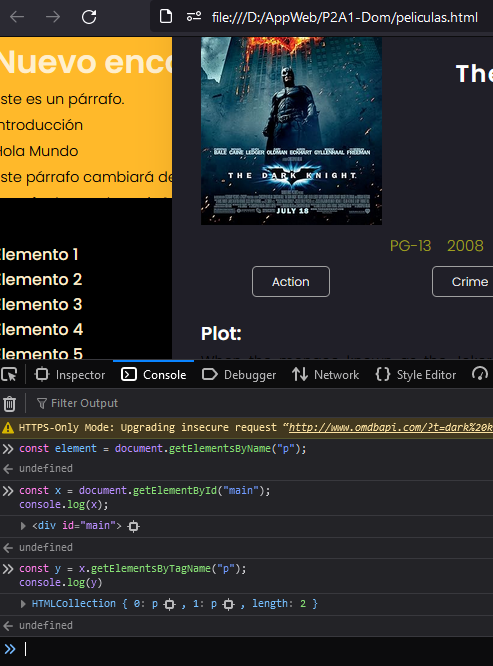 file:///D:/AppWeb/P2A1-Dom/peliculas.html
Nuevo enco
ste es un párrafo.
ntroducción
Hola Mundo
ste párrafo cambiará de
Elemento 1
Elemento 2
Elemento 3
Elemento 4
Elemento 5
The
BALE CAINE LEDGER OLDMAN ECKHART GYLLENHAAL FREEMAN
THE DARK KNIGHT
JULY 18
PG-13 2008
Action Crime
Plot:
Inspector Console Debugger Network Style Editor
Filter Output
HTTPS-Only Mode: Upgrading insecure request “http://www.omdbapi.com/?t=dark%20k
const element = document.getElementsByName("p");
undefined
const x = document.getElementById("main");
console.log(x);
<div id="main">
undefined
const y = x.getElementsByTagName("p");
console.log(y)
HTMLCollection { 0: p , 1: p , length: 2 }
undefined